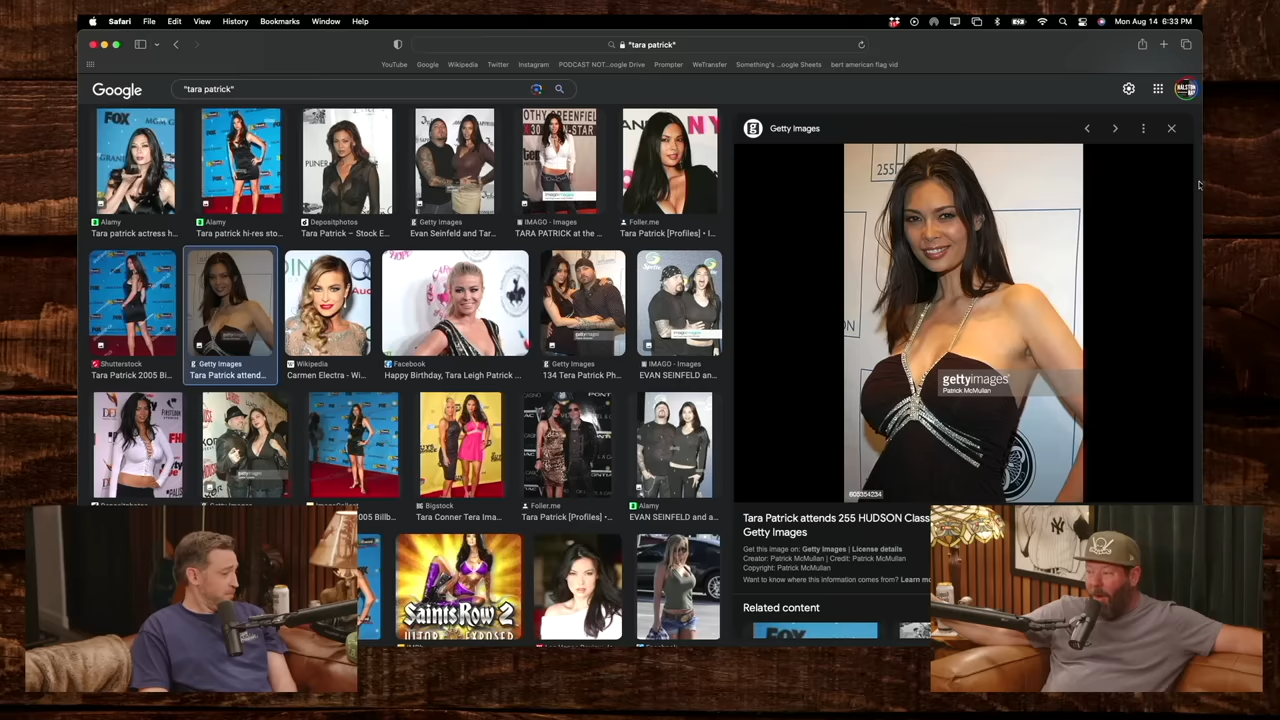 Safari File Edit View History Bookmarks Window Help
Mon Aug 14 6:33 PM
"tara patrick"
YouTube Google Wikipedia Twitter Instagram PODCAST NOT...oogle Drive Prompter WeTransfer Something's ...oogle Sheets bert american flag vid
Google
"tara patrick"
Getty Images
Alamy
Tara patrick actress h...
Alamy
Tara patrick hi-res sto...
Depositphotos
Tara Patrick – Stock E...
Getty Images
Evan Seinfeld and Tar...
IMAGO - Images
TARA PATRICK at the ...
Foller.me
Tara Patrick [Profiles] • I...
Shutterstock
Tara Patrick 2005 Bi...
Getty Images
Tara Patrick attend...
Wikipedia
Carmen Electra - Wi...
Facebook
Happy Birthday, Tara Leigh Patrick ...
Getty Images
134 Tera Patrick Ph...
IMAGO - Images
EVAN SEINFELD an...
gettyimages
Patrick McMullan
605354234
Bigstock
Tara Conner Tera Ima...
Foller.me
Tara Patrick [Profiles] •...
Alamy
EVAN SEINFELD and a...
Tara Patrick attends 255 HUDSON Class
Getty Images
Get this image on: Getty Images | License details
Creator: Patrick McMullan | Credit: Patrick McMullan
Copyright: Patrick McMullan
Want to know where this information comes from? Learn mo
Related content
FOX
SAINTS ROW 2